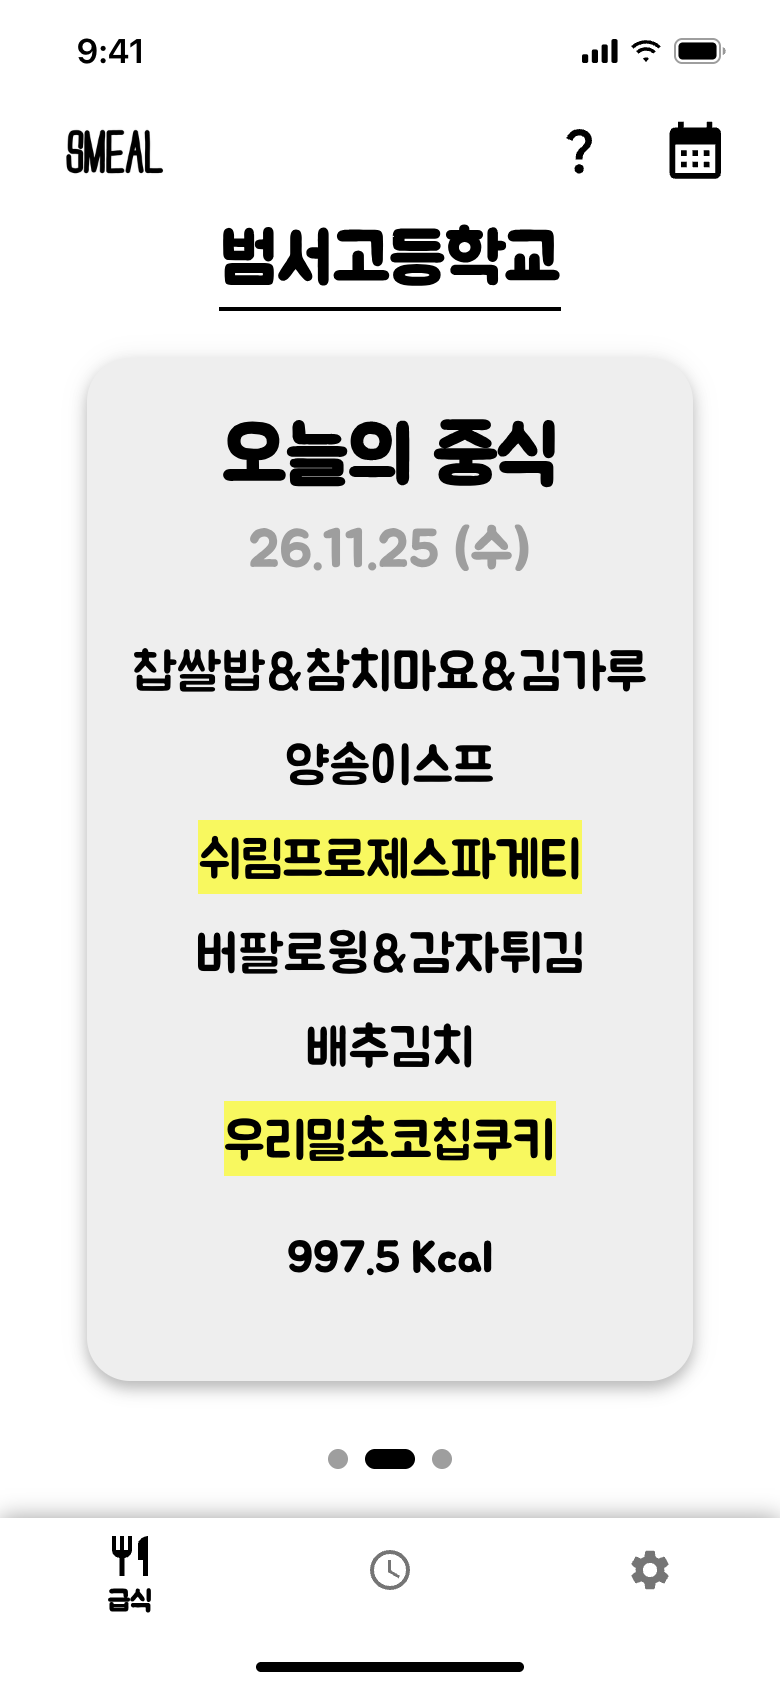 9:41
SMEAL
?
범서고등학교
오늘의 중식
26.11.25 (수)
찹쌀밥&참치마요&김가루
양송이스프
쉬림프로제스파게티
버팔로윙&감자튀김
배추김치
우리밀초코칩쿠키
997.5 Kcal
급식